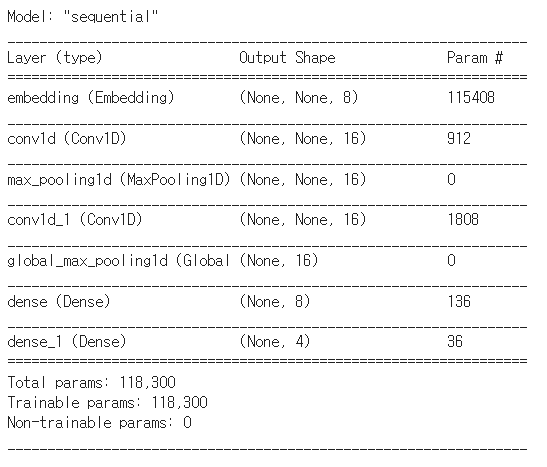 Model: "sequential"
_________________________________________________________________
Layer (type)                 Output Shape              Param #
=================================================================
embedding (Embedding)        (None, None, 8)           115408
_________________________________________________________________
conv1d (Conv1D)              (None, None, 16)          912
_________________________________________________________________
max_pooling1d (MaxPooling1D) (None, None, 16)          0
_________________________________________________________________
conv1d_1 (Conv1D)            (None, None, 16)          1808
_________________________________________________________________
global_max_pooling1d (Global (None, 16)                0
_________________________________________________________________
dense (Dense)                (None, 8)                 136
_________________________________________________________________
dense_1 (Dense)              (None, 4)                 36
=================================================================
Total params: 118,300
Trainable params: 118,300
Non-trainable params: 0
_________________________________________________________________